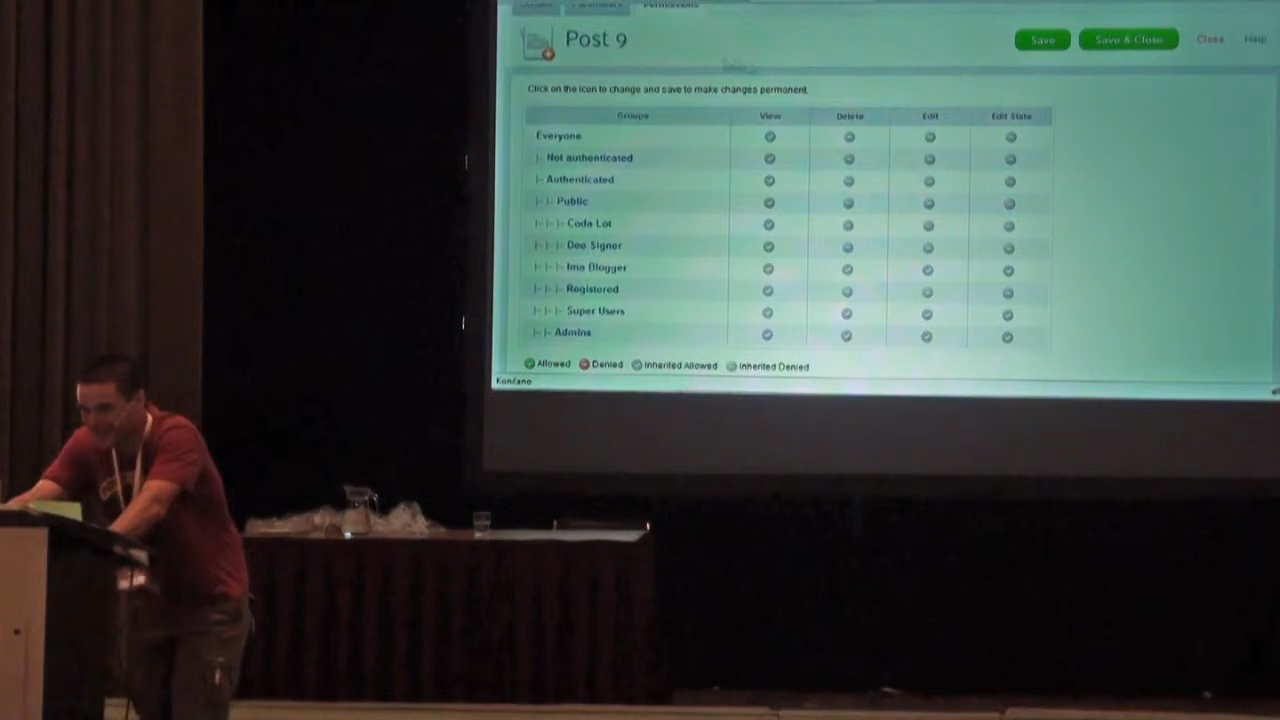 Permissions
Post 9
Save
Save & Close
Close
Help
Click on the icon to change and save to make changes permanent.
Groups View Delete Edit Edit State
Everyone
Not authenticated
Authenticated
Public
Coda Lot
Dee Signer
Ima Blogger
Registered
Super Users
Admins
Allowed Denied Inherited Allowed Inherited Denied
Končano